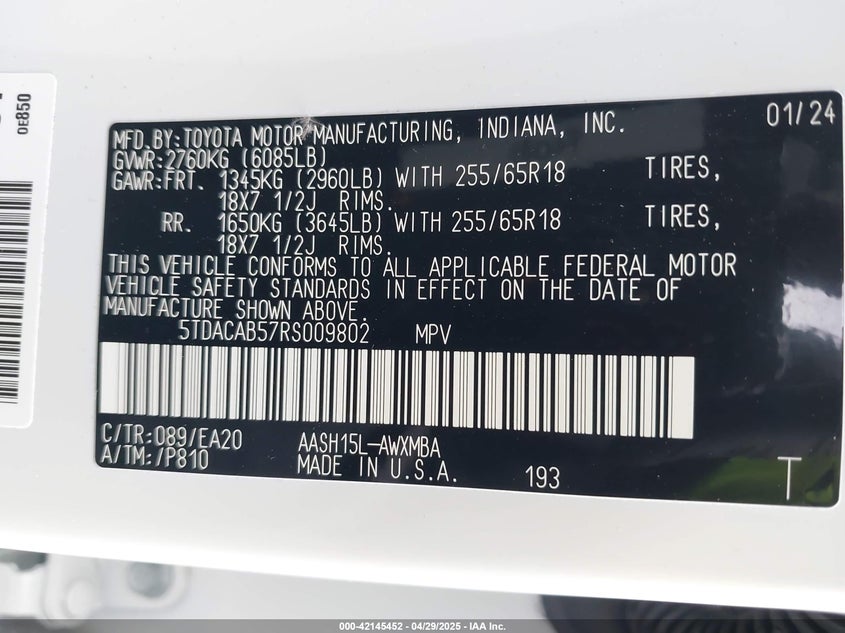 OE850
MFD.BY:TOYOTA MOTOR MANUFACTURING, INDIANA, INC. 01/24
GVWR:2760KG (6085LB)
GAWR:FRT. 1345KG (2960LB) WITH 255/65R18 TIRES,
18X7 1/2J RIMS.
RR. 1650KG (3645LB) WITH 255/65R18 TIRES,
18X7 1/2J RIMS.
THIS VEHICLE CONFORMS TO ALL APPLICABLE FEDERAL MOTOR
VEHICLE SAFETY STANDARDS IN EFFECT ON THE DATE OF
MANUFACTURE SHOWN ABOVE.
5TDACAB57RS009802 MPV
C/TR:089/EA20 AASH15L-AWXMBA
A/TM:/P810 MADE IN U.S.A. 193 T
000-42145452 - 04/29/2025 - IAA Inc.